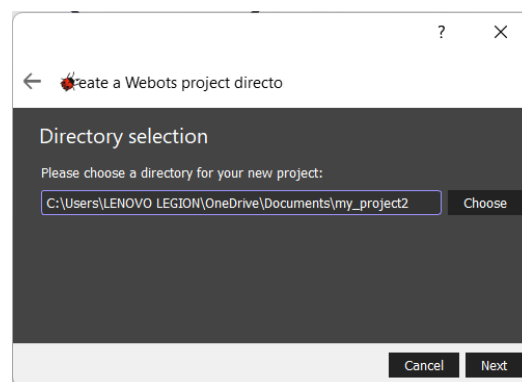 ?
eate a Webots project directo
Directory selection
Please choose a directory for your new project:
C:\Users\LENOVO LEGION\OneDrive\Documents\my_project2
Choose
Cancel
Next